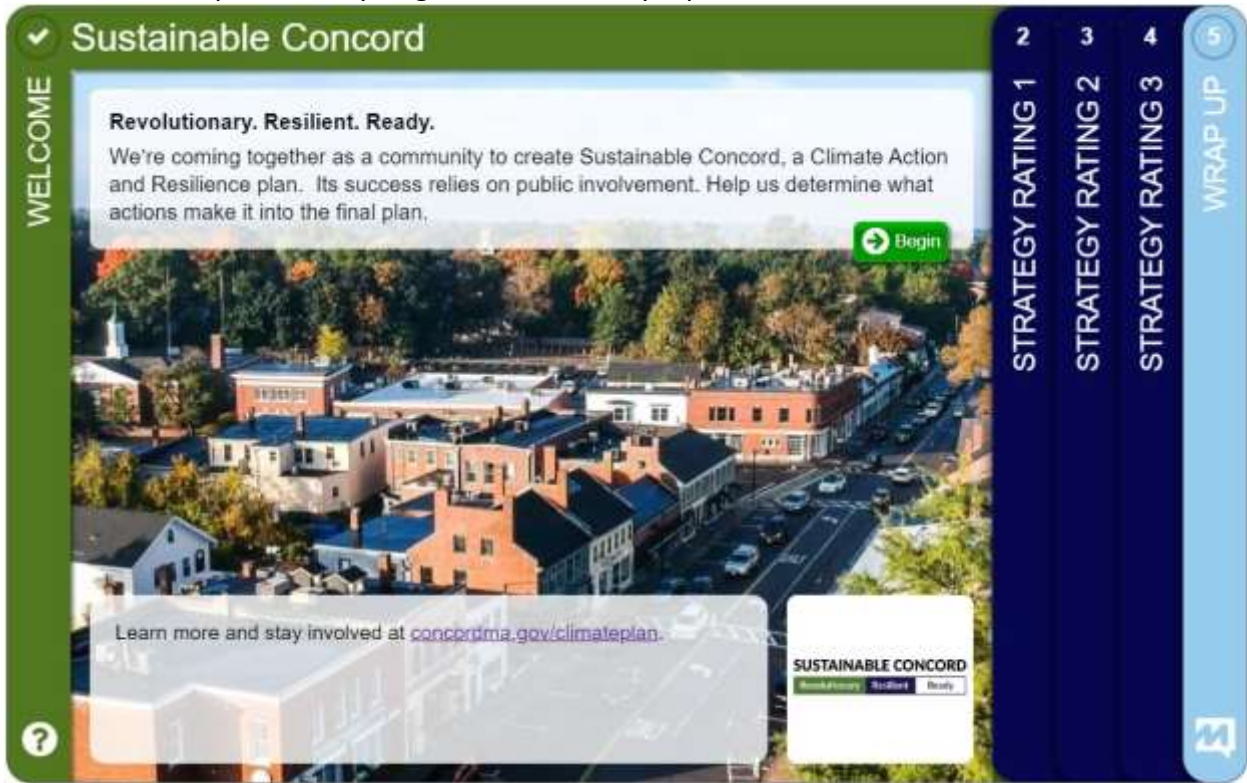 Sustainable Concord
WELCOME
Revolutionary. Resilient. Ready.
We're coming together as a community to create Sustainable Concord, a Climate Action
and Resilience plan. Its success relies on public involvement. Help us determine what
actions make it into the final plan.
Begin
Learn more and stay involved at concordma.gov/climateplan.
SUSTAINABLE CONCORD
Revolutionary Resilient Ready
?
2
STRATEGY RATING 1
3
STRATEGY RATING 2
4
STRATEGY RATING 3
5
WRAP UP